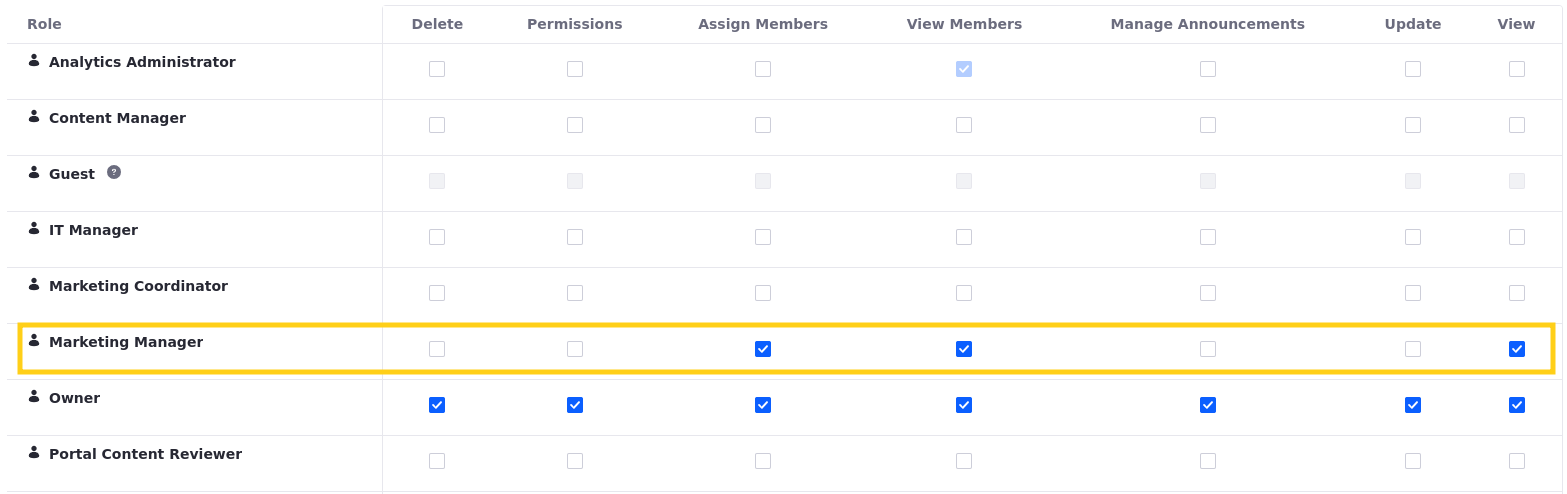 Role Delete Permissions Assign Members View Members Manage Announcements Update View
Analytics Administrator
Content Manager
Guest ?
IT Manager
Marketing Coordinator
Marketing Manager
Owner
Portal Content Reviewer